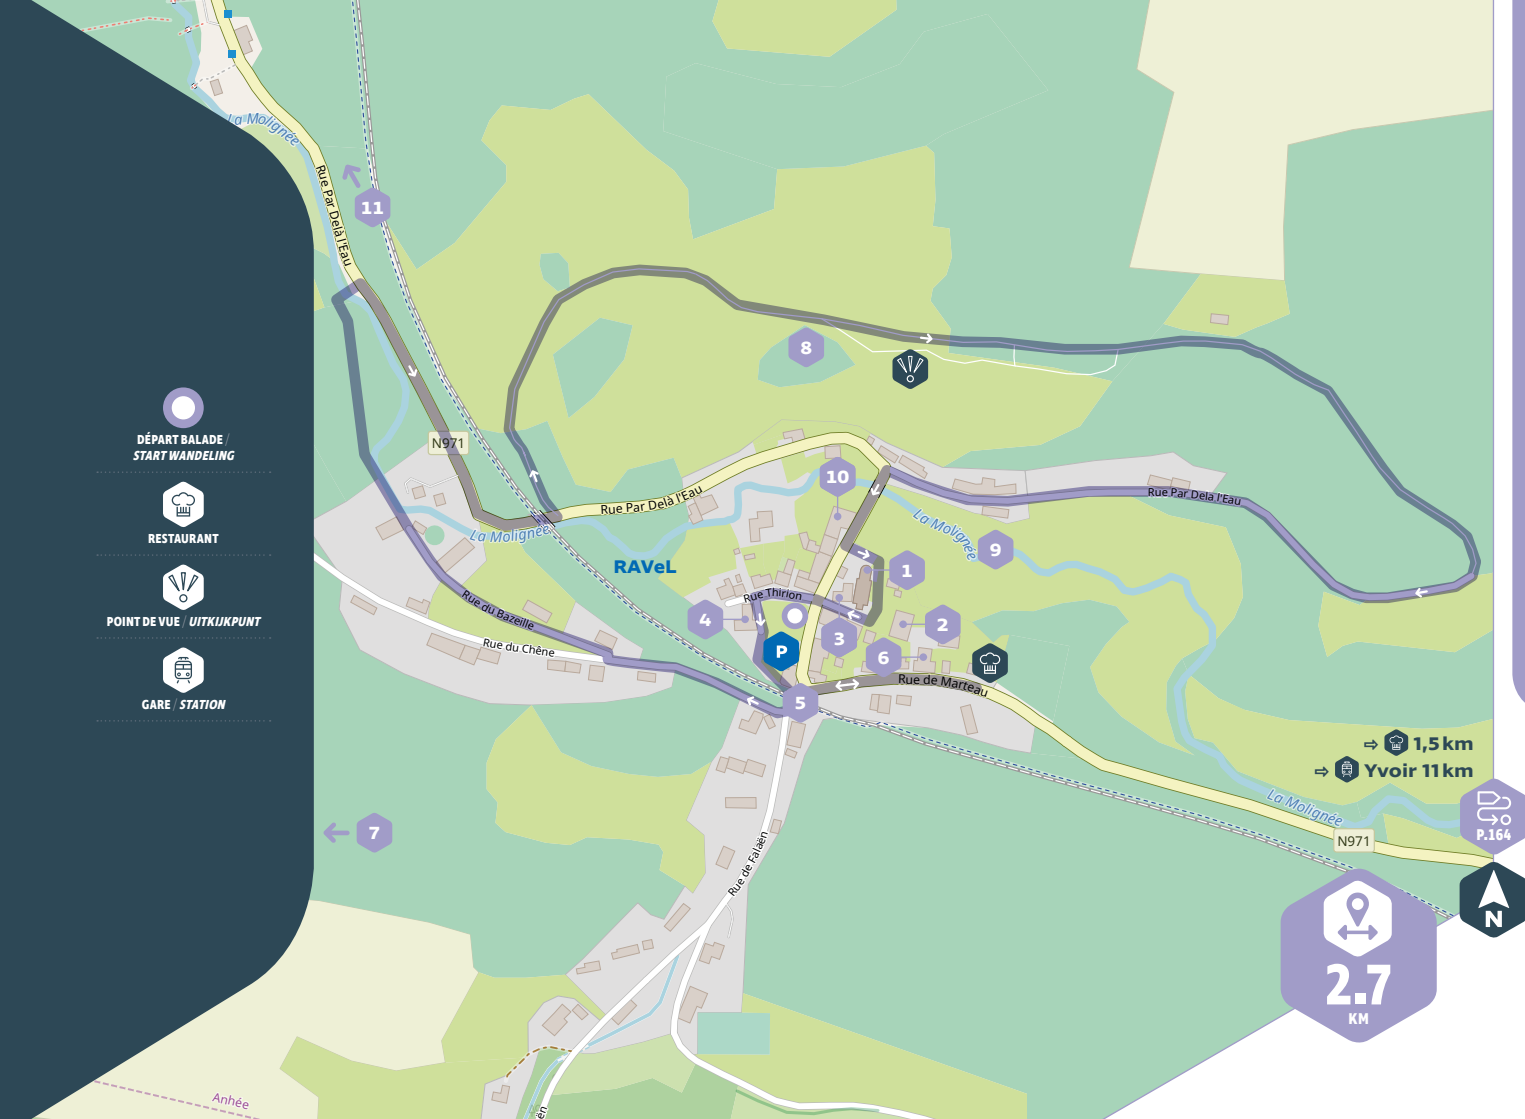 La Molignée
Rue Par Delà l'Eau
11
N971
8
10
Rue Par Delà l'Eau
Rue Par Delà l'Eau
La Molignée
La Molignée
9
RAVeL
1
Rue Thirion
4
3
2
P
6
Rue du Bazeille
Rue du Chêne
Rue de Marteau
5
DÉPART BALADE /
START WANDELING
RESTAURANT
POINT DE VUE / UITKIJKPUNT
GARE / STATION
⇨ 1,5 km
⇨ Yvoir 11 km
La Molignée
P.164
N971
7
Rue de Falaën
N
2.7
KM
Anhée
ën